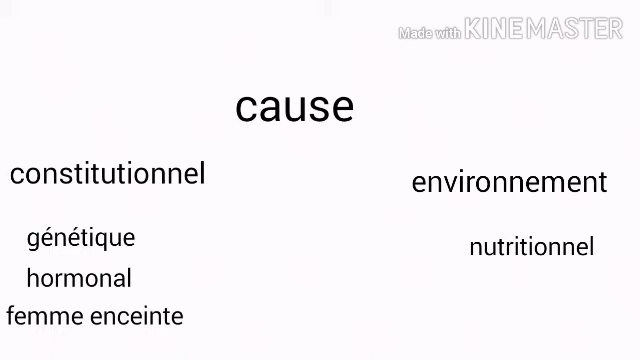 Made with KINEMASTER
cause
constitutionnel
environnement
génétique
nutritionnel
hormonal
femme enceinte